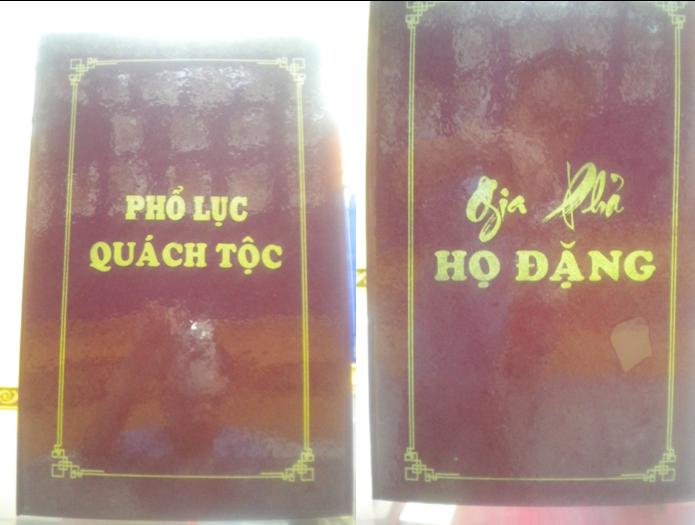 PHỔ LỤC
QUÁCH TỘC
Gia Phả
HỌ ĐẶNG